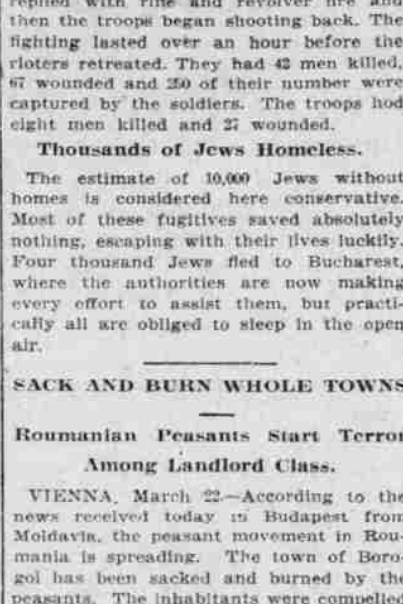 replied with rifle and revolver fire and
then the troops began shooting back. The
fighting lasted over an hour before the
rioters retreated. They had 42 men killed,
67 wounded and 250 of their number were
captured by the soldiers. The troops hod
eight men killed and 27 wounded.
Thousands of Jews Homeless.
The estimate of 10,000 Jews without
homes is considered here conservative.
Most of these fugitives saved absolutely
nothing, escaping with their lives luckily.
Four thousand Jews fled to Bucharest,
where the authorities are now making
every effort to assist them, but practi-
cally all are obliged to sleep in the open
air.
SACK AND BURN WHOLE TOWNS
Roumanian Peasants Start Terror
Among Landlord Class.
VIENNA, March 22.—According to the
news received today in Budapest from
Moldavia, the peasant movement in Rou-
mania is spreading. The town of Boro-
goi has been sacked and burned by the
peasants. The inhabitants were compelled